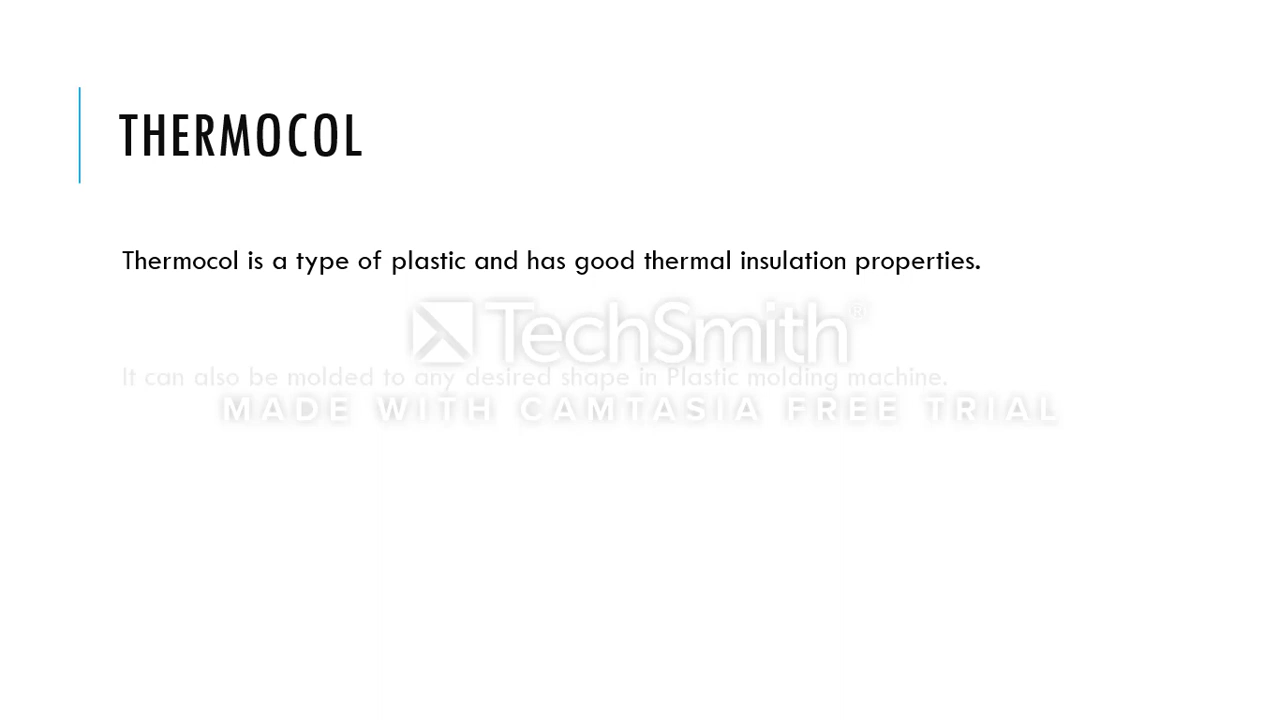 THERMOCOL
Thermocol is a type of plastic and has good thermal insulation properties.
TechSmith®
It can also be molded to any desired shape in Plastic molding machine.
MADE WITH CAMTASIA FREE TRIAL